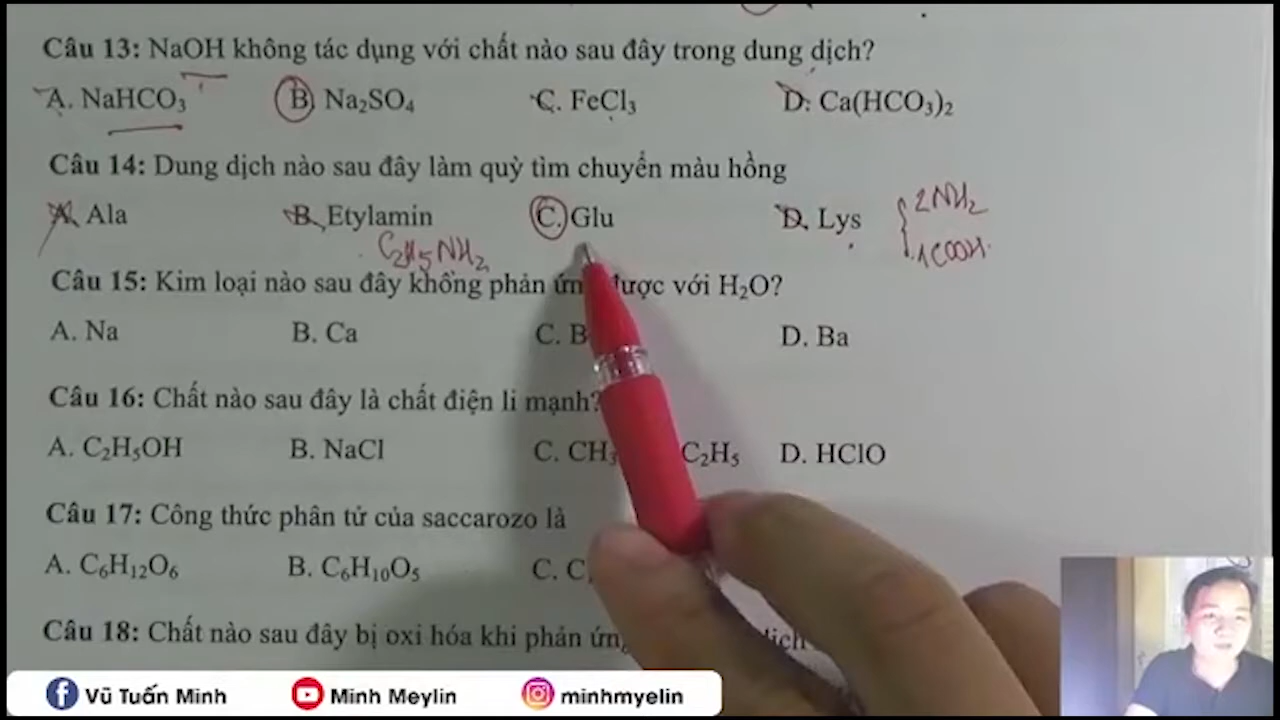 Câu 13: NaOH không tác dụng với chất nào sau đây trong dung dịch?
A. NaHCO₃ B. Na₂SO₄ C. FeCl₃ D. Ca(HCO₃)₂
Câu 14: Dung dịch nào sau đây làm quỳ tìm chuyển màu hồng
A. Ala B. Etylamin C. Glu D. Lys
2NH₂
1COOH
C₂H₅NH₂
Câu 15: Kim loại nào sau đây không phản được với H₂O?
A. Na B. Ca C. D. Ba
Câu 16: Chất nào sau đây là chất điện li mạnh?
A. C₂H₅OH B. NaCl C. CH₃ C₂H₅ D. HClO
Câu 17: Công thức phân tử của saccarozo là
A. C₆H₁₂O₆ B. C₆H₁₀O₅ C.
Câu 18: Chất nào sau đây bị oxi hóa khi phản
Vũ Tuấn Minh Minh Meylin minhmyelin